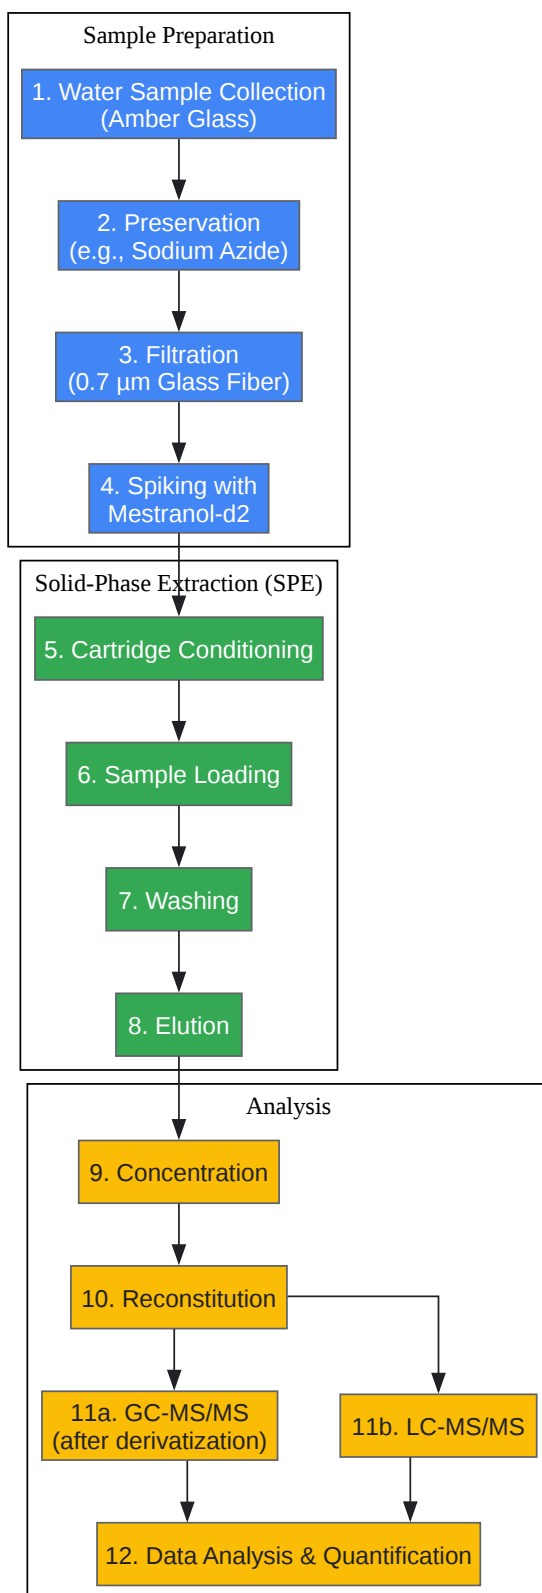 Sample Preparation
1. Water Sample Collection
(Amber Glass)
2. Preservation
(e.g., Sodium Azide)
3. Filtration
(0.7 µm Glass Fiber)
4. Spiking with
Mestranol-d2
Solid-Phase Extraction (SPE)
5. Cartridge Conditioning
6. Sample Loading
7. Washing
8. Elution
Analysis
9. Concentration
10. Reconstitution
11a. GC-MS/MS
(after derivatization)
11b. LC-MS/MS
12. Data Analysis & Quantification